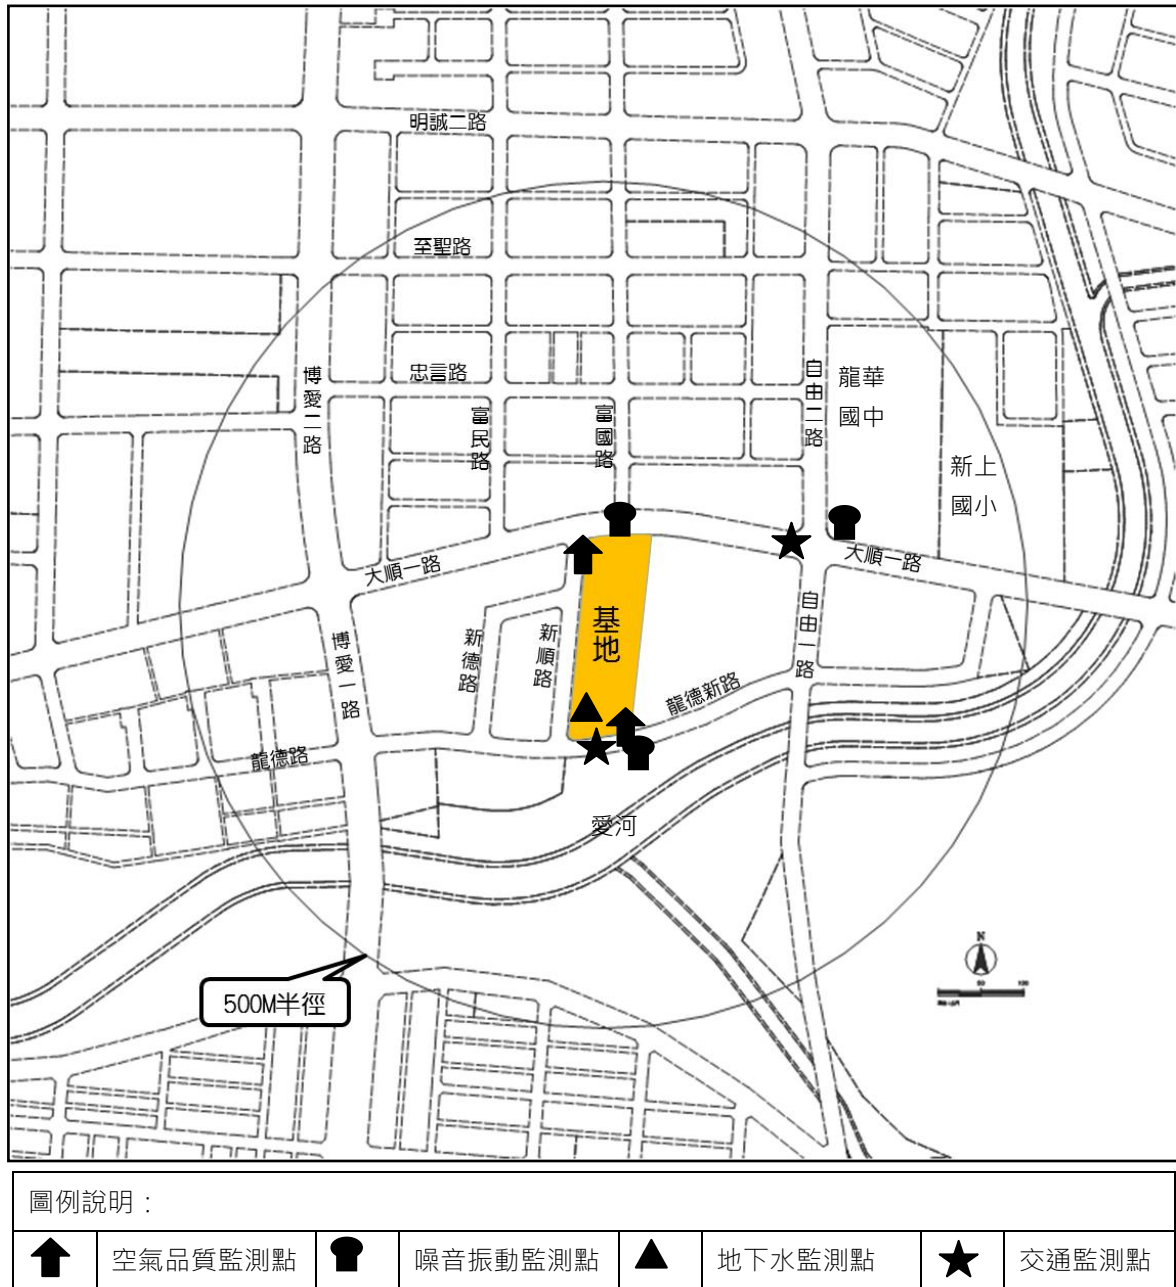 明誠二路
至聖路
忠言路
博愛二路
富民路
富國路
自由二路
龍華
國中
新上
國小
大順一路
大順一路
基地
自由一路
新德路
新順路
博愛一路
龍德新路
龍德路
愛河
N
50
100
500M半徑
圖例說明：
空氣品質監測點
噪音振動監測點
地下水監測點
交通監測點